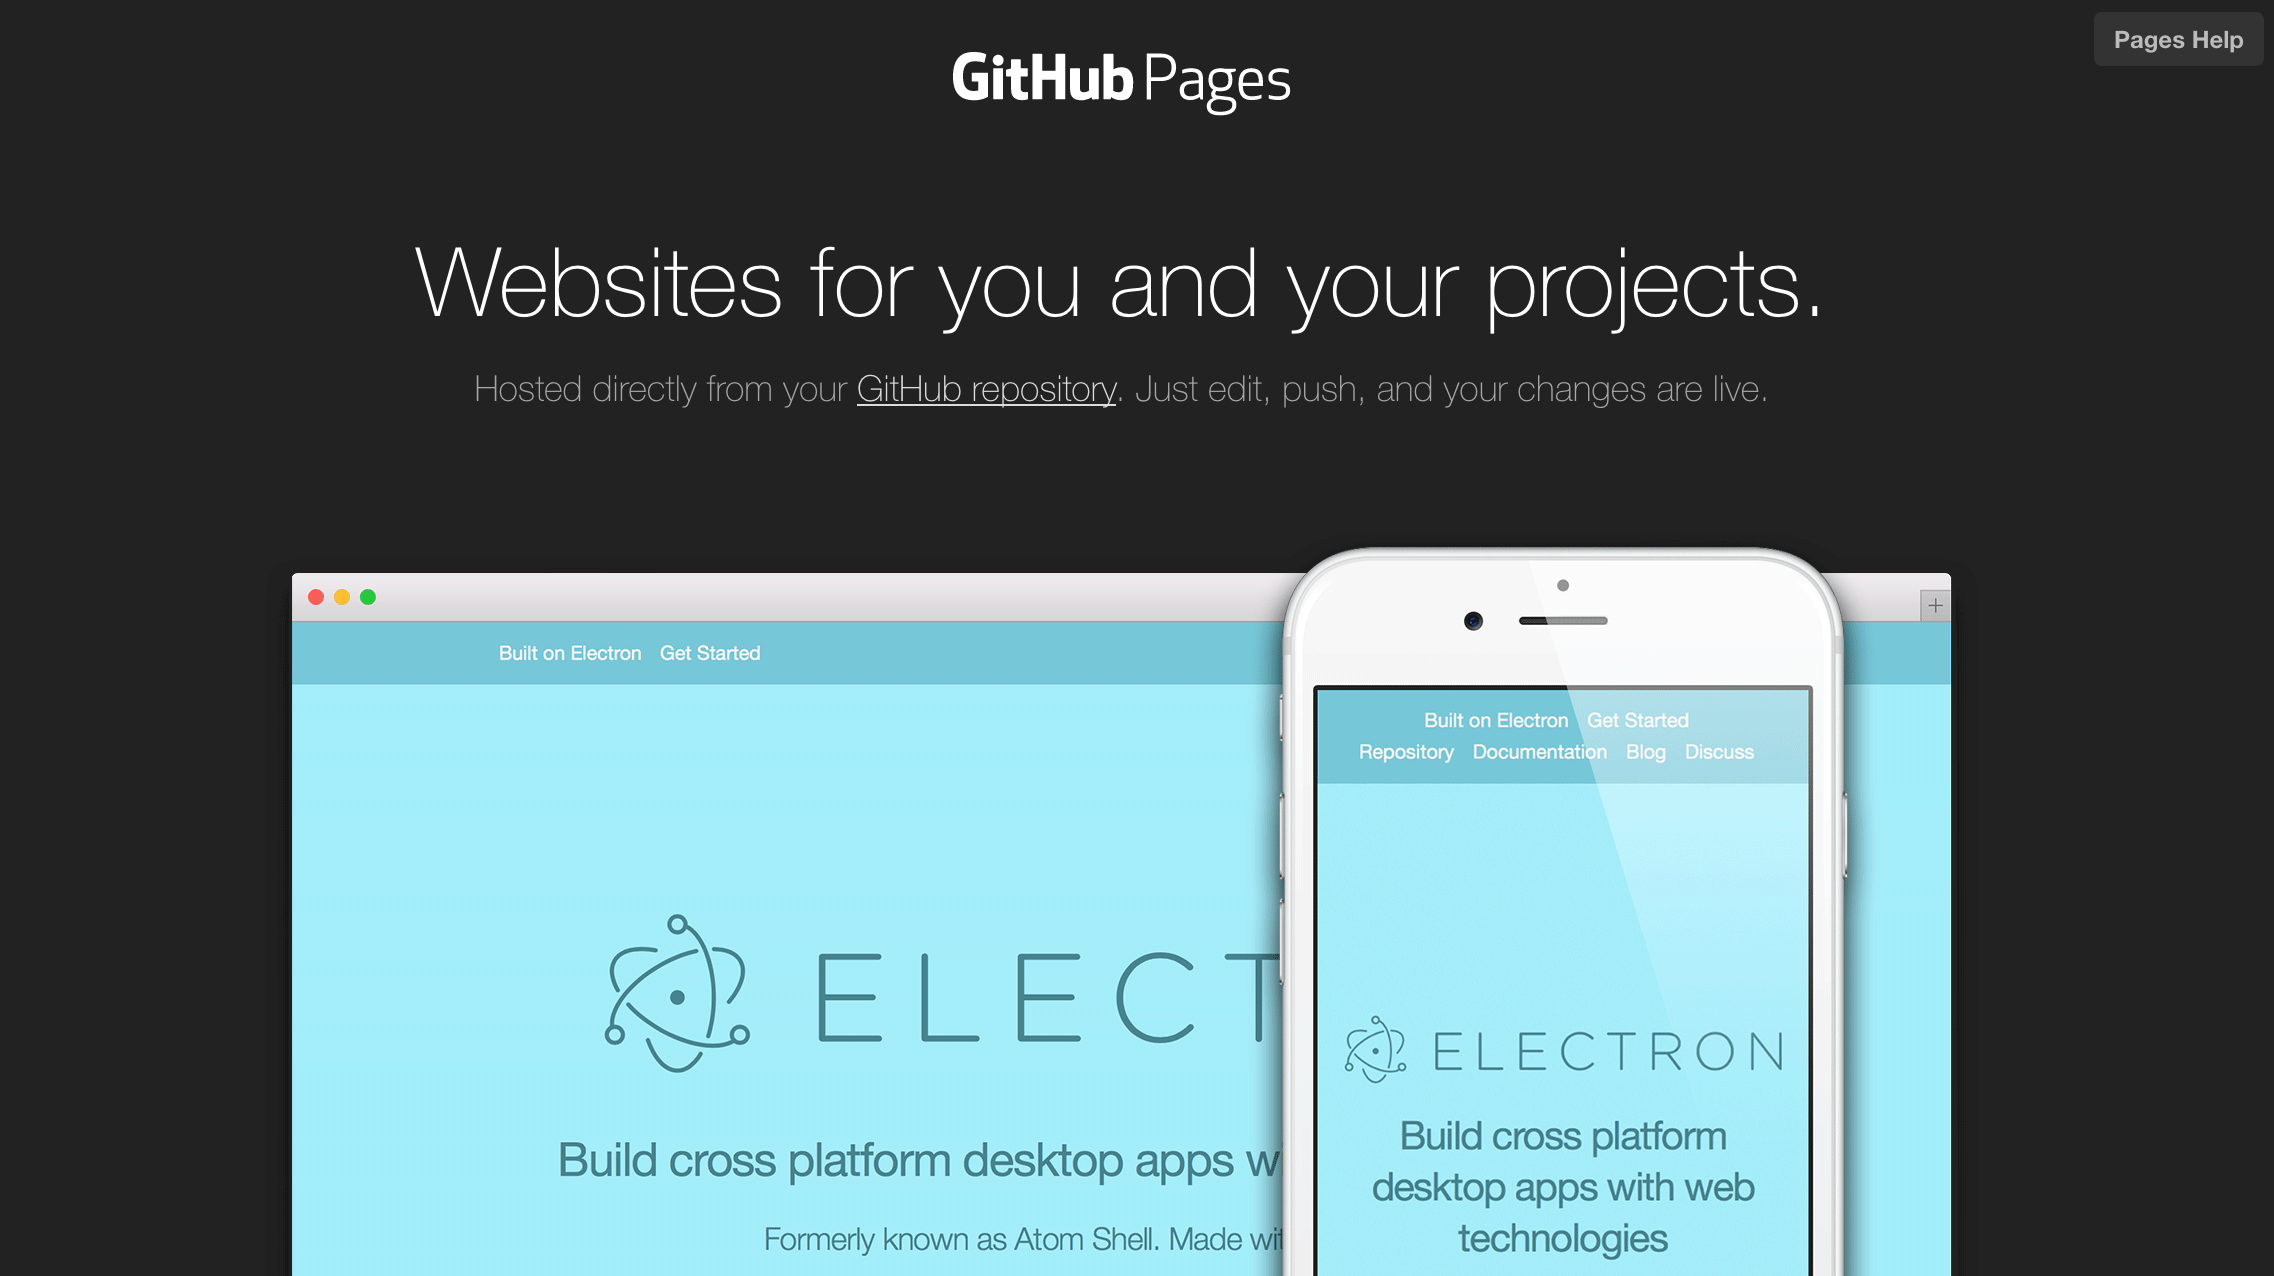 Pages Help
GitHub Pages
Websites for you and your projects.
Hosted directly from your GitHub repository. Just edit, push, and your changes are live.
Built on Electron Get Started
ELECT
Build cross platform desktop apps w
Formerly known as Atom Shell. Made wit
Built on Electron Get Started
Repository Documentation Blog Discuss
ELECTRON
Build cross platform
desktop apps with web
technologies